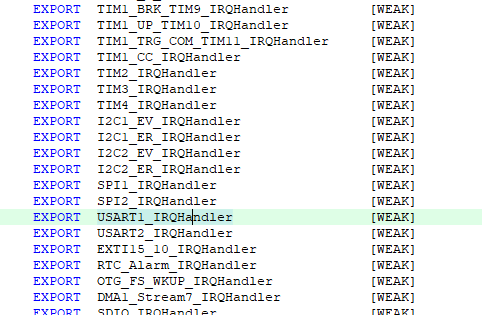 EXPORT TIM1_BRK_TIM9_IRQHandler [WEAK]
EXPORT TIM1_UP_TIM10_IRQHandler [WEAK]
EXPORT TIM1_TRG_COM_TIM11_IRQHandler [WEAK]
EXPORT TIM1_CC_IRQHandler [WEAK]
EXPORT TIM2_IRQHandler [WEAK]
EXPORT TIM3_IRQHandler [WEAK]
EXPORT TIM4_IRQHandler [WEAK]
EXPORT I2C1_EV_IRQHandler [WEAK]
EXPORT I2C1_ER_IRQHandler [WEAK]
EXPORT I2C2_EV_IRQHandler [WEAK]
EXPORT I2C2_ER_IRQHandler [WEAK]
EXPORT SPI1_IRQHandler [WEAK]
EXPORT SPI2_IRQHandler [WEAK]
EXPORT USART1_IRQHandler [WEAK]
EXPORT USART2_IRQHandler [WEAK]
EXPORT EXTI15_10_IRQHandler [WEAK]
EXPORT RTC_Alarm_IRQHandler [WEAK]
EXPORT OTG_FS_WKUP_IRQHandler [WEAK]
EXPORT DMA1_Stream7_IRQHandler [WEAK]
EXPORT SDIO_IRQHandler [WEAK]